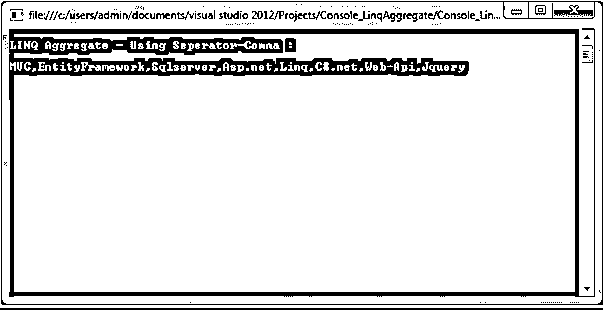 file:///c:/users/admin/documents/visual studio 2012/Projects/Console_LinqAggregate/Console_Lin...
LINQ Aggregate - Using Seperator-Comma :
MVC,EntityFramework,Sqlserver,Asp.net,Linq,C#.net,Web-Api,Jquery